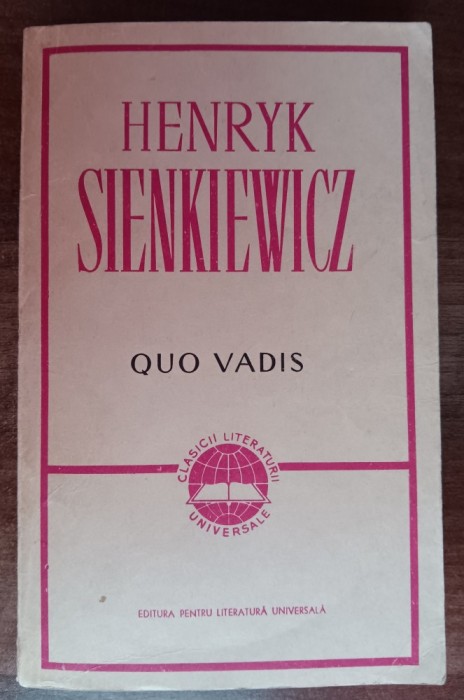 HENRYK
SIENKIEWICZ
QUO VADIS
CLASICII LITERATURII
UNIVERSALE
EDITURA PENTRU LITERATURĂ UNIVERSALĂ